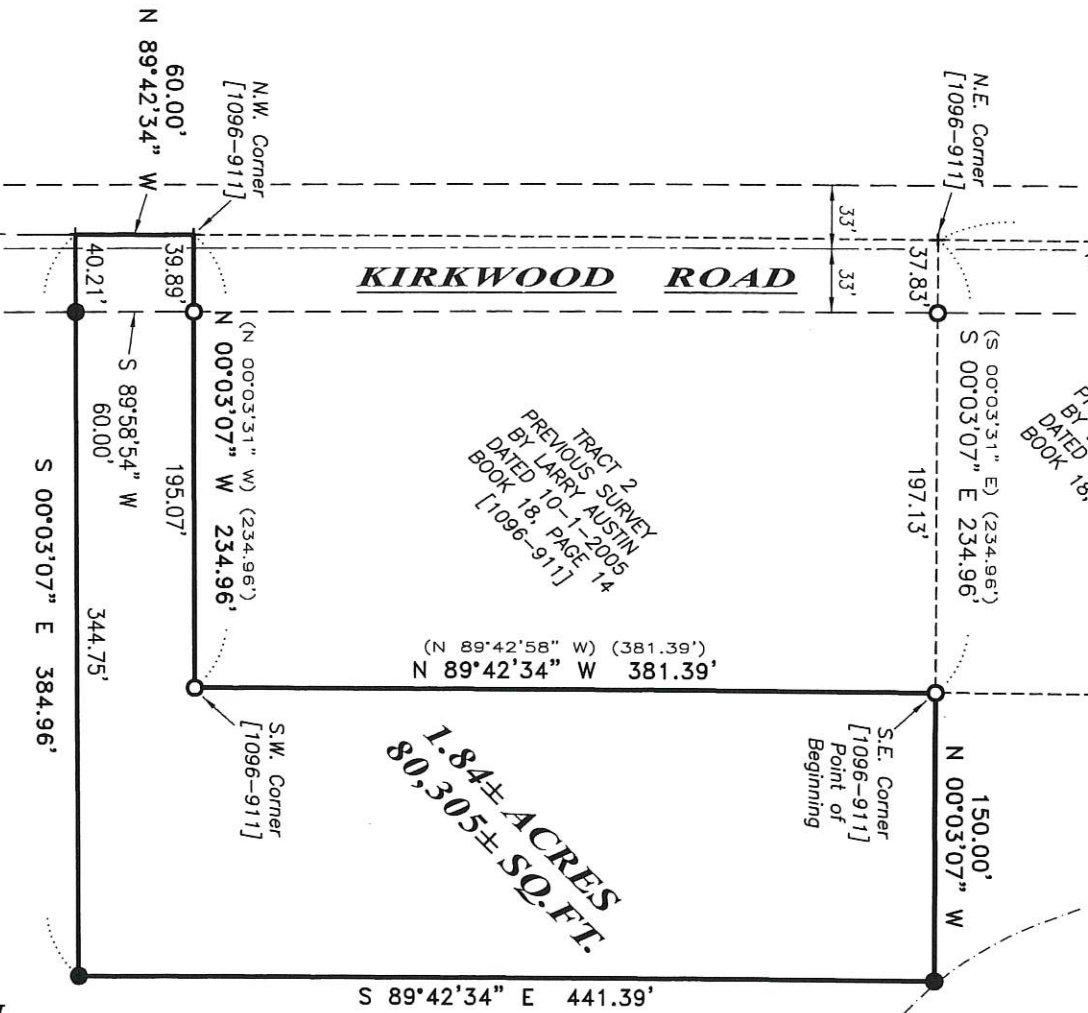 60.00'
N 89°42'34" W
N.W. Corner
[1096-911]
N.E. Corner
[1096-911]
33'
33'
KIRKWOOD ROAD
39.89'
40.21'
37.83'
S 89°58'54" W
60.00'
(N 00°03'31" W) (234.96')
N 00°03'07" W 234.96'
195.07'
(S 00°03'31" E) (234.96')
S 00°03'07" E 234.96'
197.13'
TRACT 2
PREVIOUS SURVEY
BY LARRY AUSTIN
DATED 10-1-2005
BOOK 18, PAGE 14
[1096-911]
BY
DATED
BOOK 18,
S 00°03'07" E 384.96'
344.75'
(N 89°42'58" W) (381.39')
N 89°42'34" W 381.39'
S.W. Corner
[1096-911]
S.E. Corner
[1096-911]
Point of
Beginning
150.00'
N 00°03'07" W
1.84± ACRES
80,305± SQ.FT.
S 89°42'34" E 441.39'